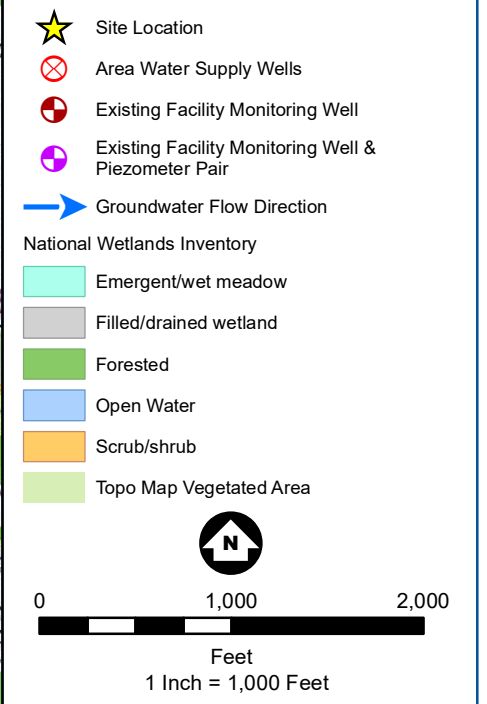 Site Location
Area Water Supply Wells
Existing Facility Monitoring Well
Existing Facility Monitoring Well &
Piezometer Pair
Groundwater Flow Direction
National Wetlands Inventory
Emergent/wet meadow
Filled/drained wetland
Forested
Open Water
Scrub/shrub
Topo Map Vegetated Area
N
0 1,000 2,000
Feet
1 Inch = 1,000 Feet